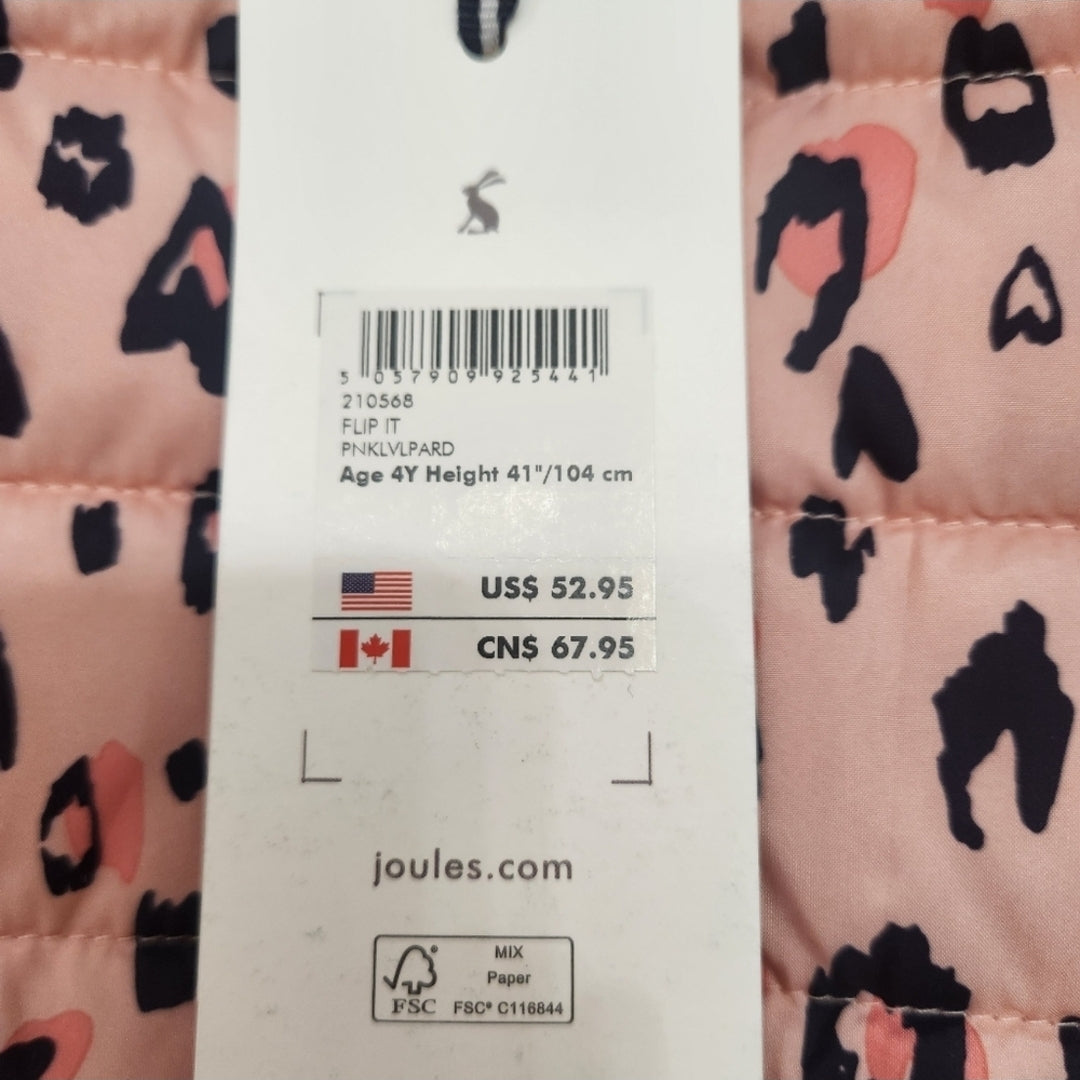 5 057909 925441
210568
FLIP IT
PNKLVLPARD
Age 4Y Height 41"/104 cm
US$ 52.95
CN$ 67.95
joules.com
MIX
Paper
FSC® C116844
FSC